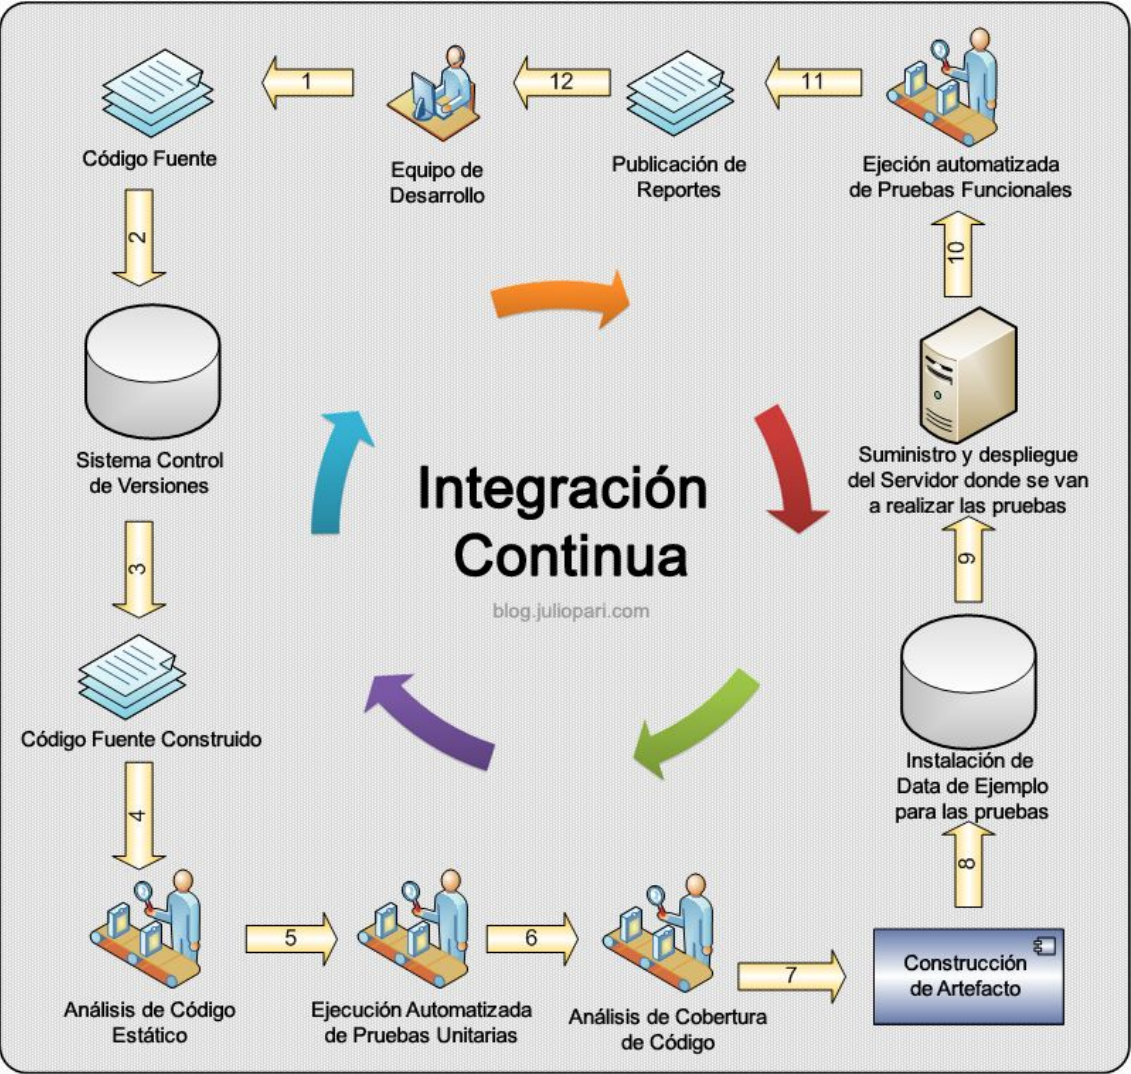 1
12
11
Código Fuente
Equipo de
Desarrollo
Publicación de
Reportes
Ejeción automatizada
de Pruebas Funcionales
2
10
Sistema Control
de Versiones
Suministro y despliegue
del Servidor donde se van
a realizar las pruebas
Integración
Continua
blog.juliopari.com
3
9
Código Fuente Construido
Instalación de
Data de Ejemplo
para las pruebas
4
8
5
6
7
Construcción
de Artefacto
Análisis de Código
Estático
Ejecución Automatizada
de Pruebas Unitarias
Análisis de Cobertura
de Código